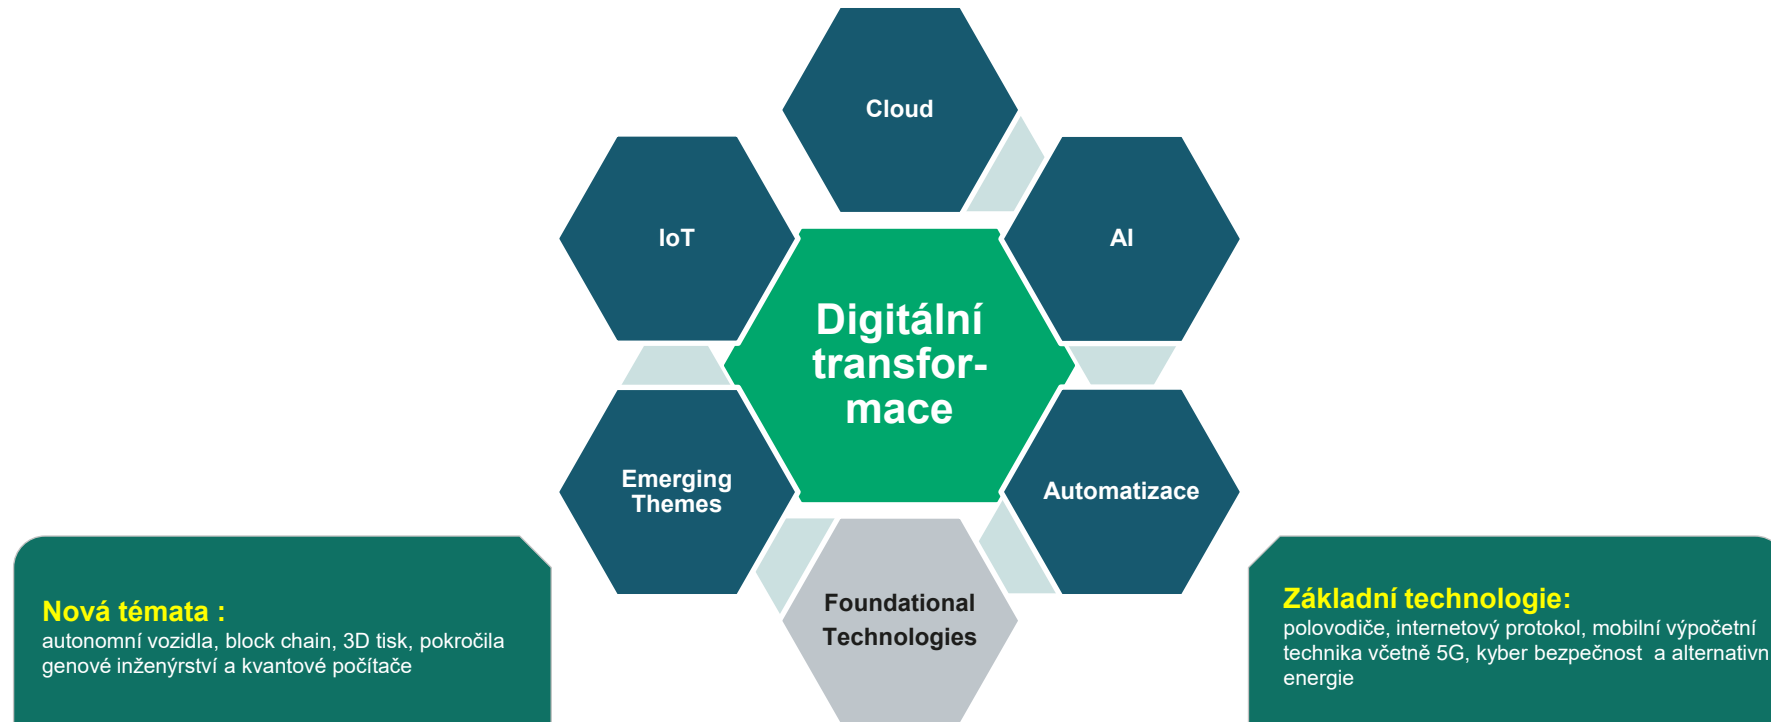 Cloud
IoT
AI
Digitální
transfor-
mace
Emerging
Themes
Automatizace
Foundational
Technologies
Nová témata :
autonomní vozidla, block chain, 3D tisk, pokročila
genové inženýrství a kvantové počítače
Základní technologie:
polovodiče, internetový protokol, mobilní výpočetní
technika včetně 5G, kyber bezpečnost  a alternativn
energie